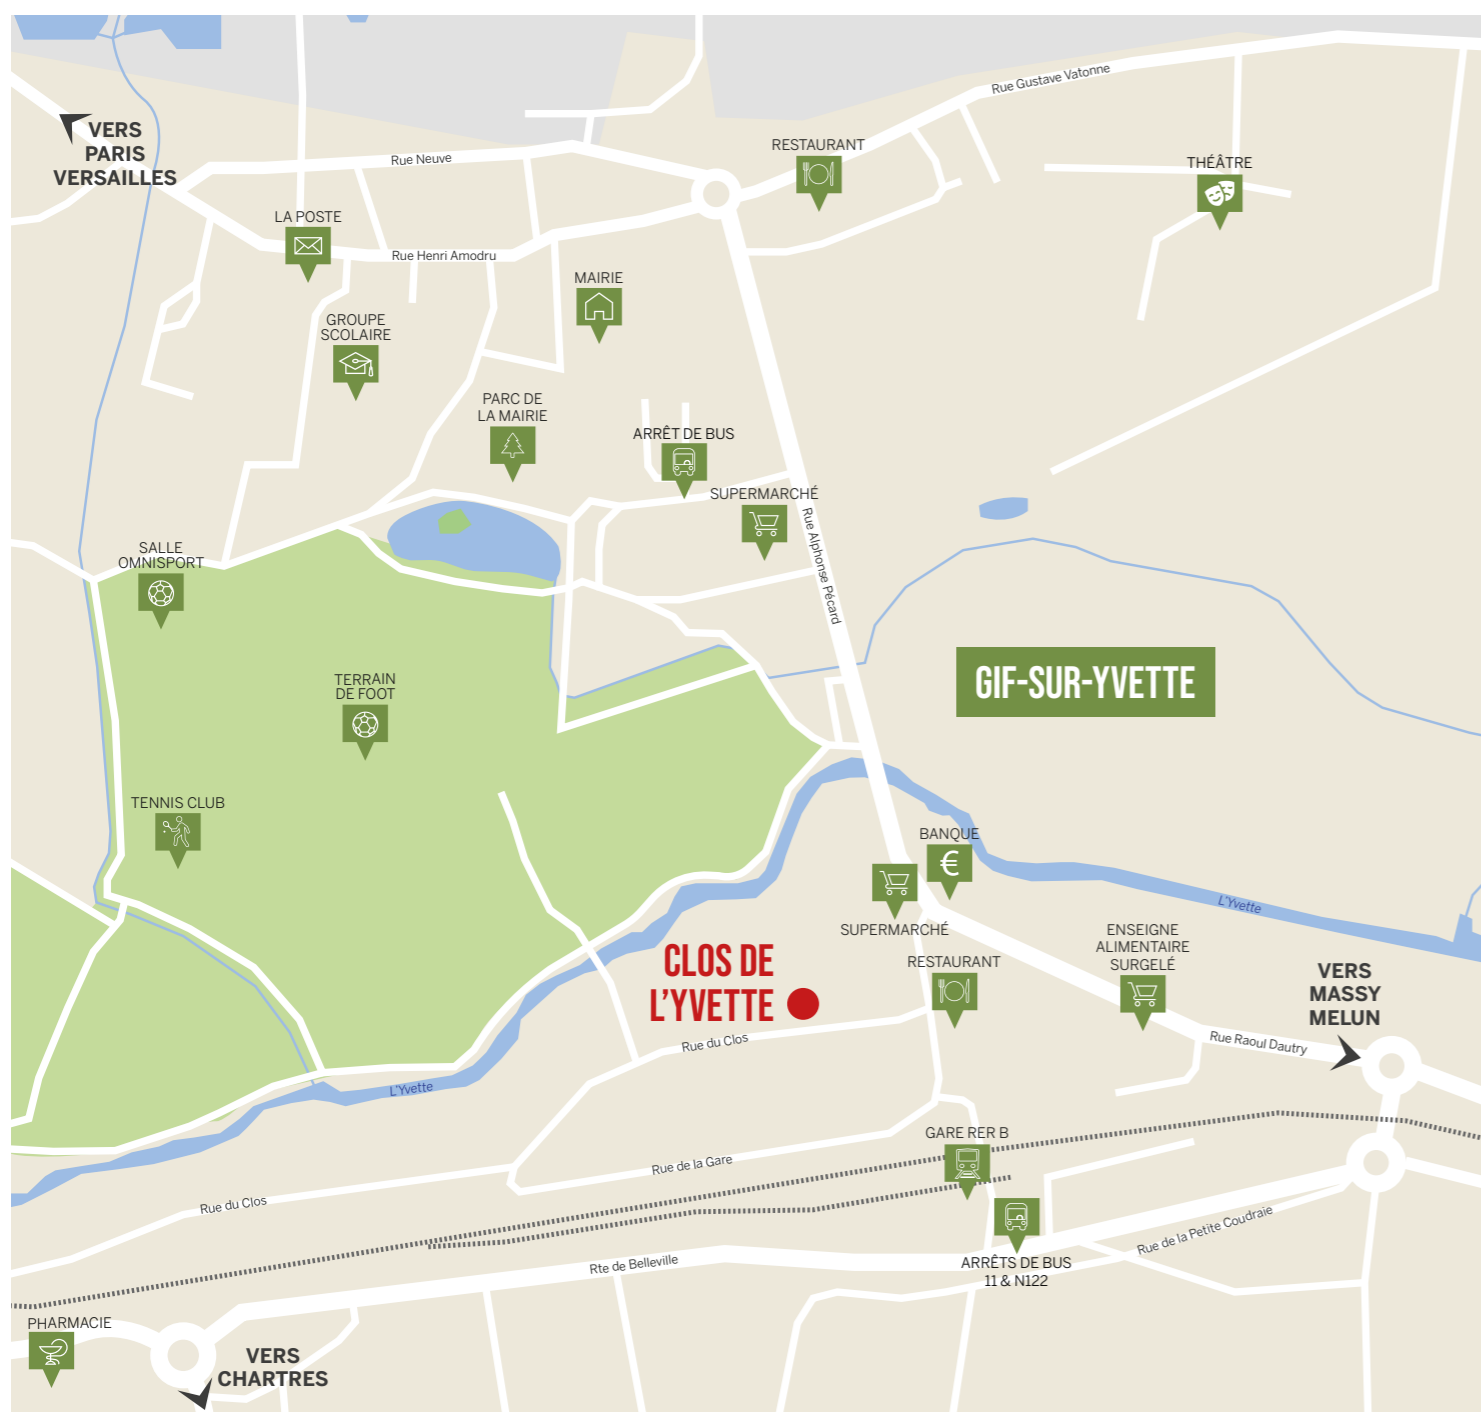 Rue Gustave Vatonne
VERS
PARIS
VERSAILLES
Rue Neuve
RESTAURANT
THÉÂTRE
LA POSTE
Rue Henri Amodru
MAIRIE
GROUPE
SCOLAIRE
PARC DE
LA MAIRIE
ARRÊT DE BUS
SUPERMARCHÉ
Rue Alphonse Pécard
SALLE
OMNISPORT
TERRAIN
DE FOOT
GIF-SUR-YVETTE
TENNIS CLUB
BANQUE
€
SUPERMARCHÉ
L'Yvette
ENSEIGNE
ALIMENTAIRE
SURGELÉ
RESTAURANT
CLOS DE
L'YVETTE
VERS
MASSY
MELUN
Rue du Clos
Rue Raoul Dautry
L'Yvette
GARE RER B
Rue de la Gare
Rue du Clos
Rue de la Petite Coudraie
Rte de Belleville
ARRÊTS DE BUS
11 & N122
PHARMACIE
VERS
CHARTRES